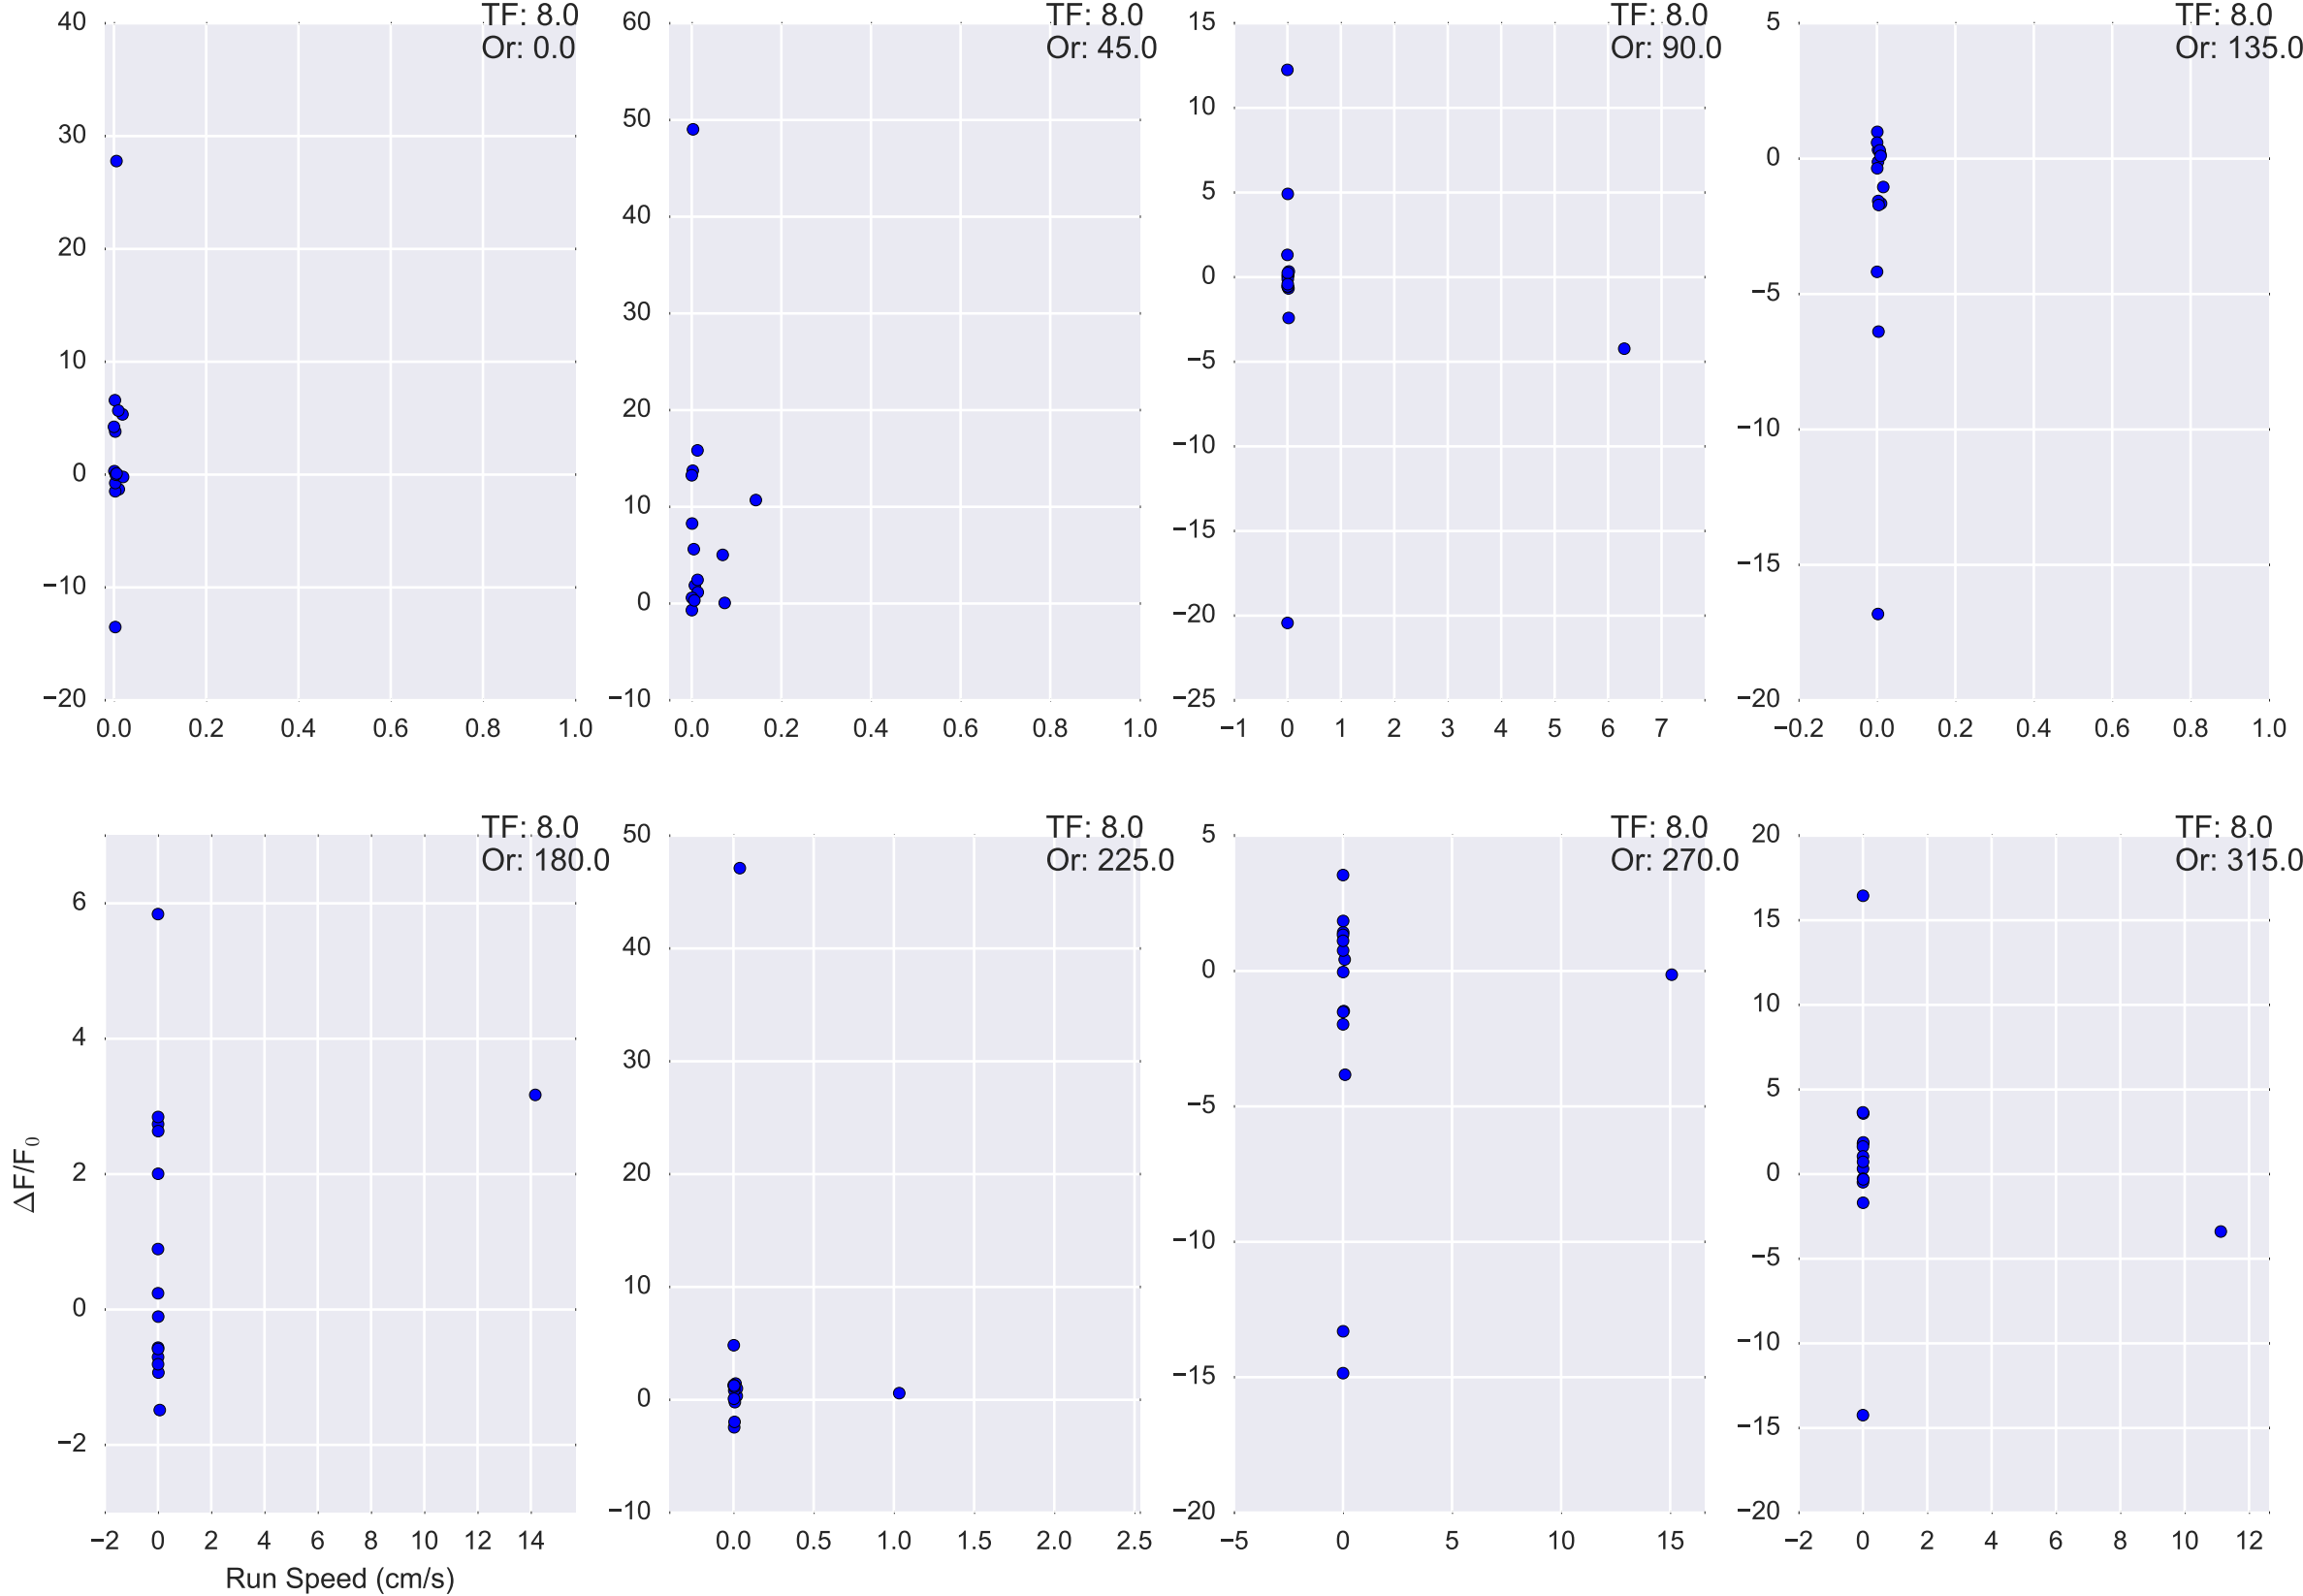 TF: 8.0
Or: 0.0
40
30
20
10
0
−10
−20
0.0 0.2 0.4 0.6 0.8 1.0
TF: 8.0
Or: 45.0
60
50
40
30
20
10
0
−10
0.0 0.2 0.4 0.6 0.8 1.0
TF: 8.0
Or: 90.0
15
10
5
0
−5
−10
−15
−20
−25
−1 0 1 2 3 4 5 6 7
TF: 8.0
Or: 135.0
5
0
−5
−10
−15
−20
−0.2 0.0 0.2 0.4 0.6 0.8 1.0
TF: 8.0
Or: 180.0
6
4
2
0
−2
ΔF/F₀
−2 0 2 4 6 8 10 12 14
Run Speed (cm/s)
TF: 8.0
Or: 225.0
50
40
30
20
10
0
−10
0.0 0.5 1.0 1.5 2.0 2.5
TF: 8.0
Or: 270.0
5
0
−5
−10
−15
−20
−5 0 5 10 15
TF: 8.0
Or: 315.0
20
15
10
5
0
−5
−10
−15
−20
−2 0 2 4 6 8 10 12